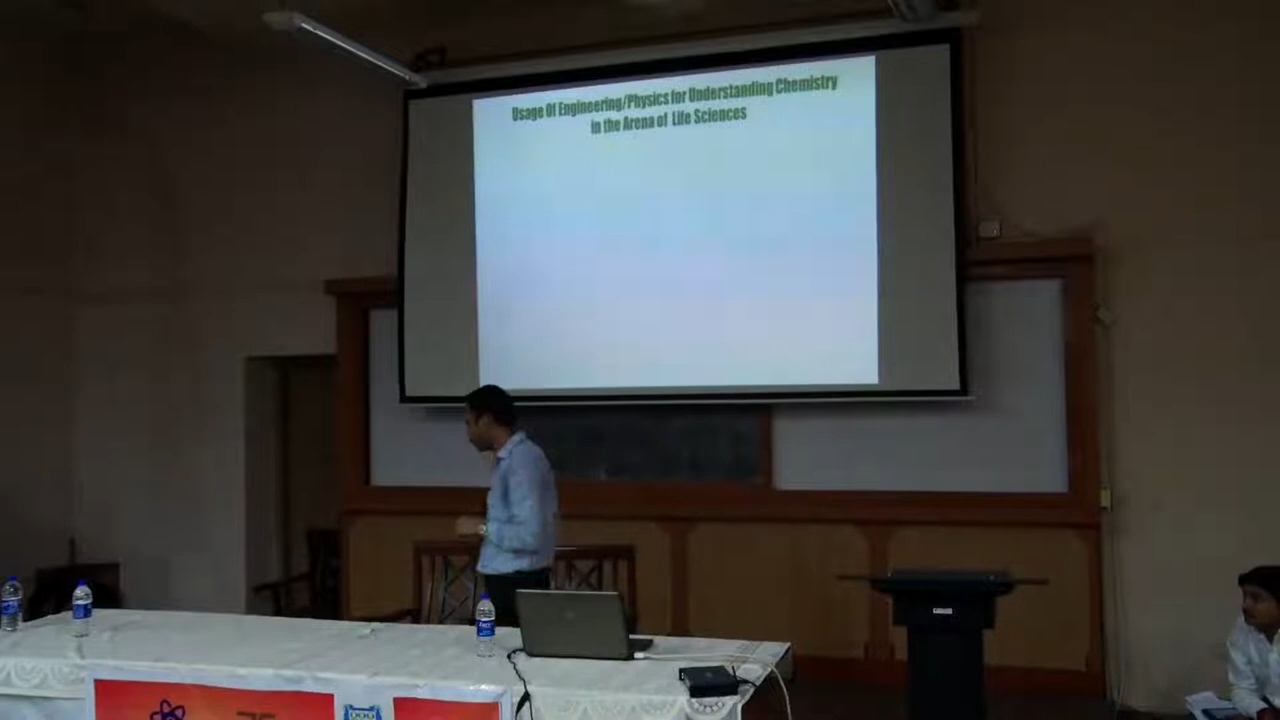 Usage Of Engineering/Physics for Understanding Chemistry
in the Arena of Life Sciences